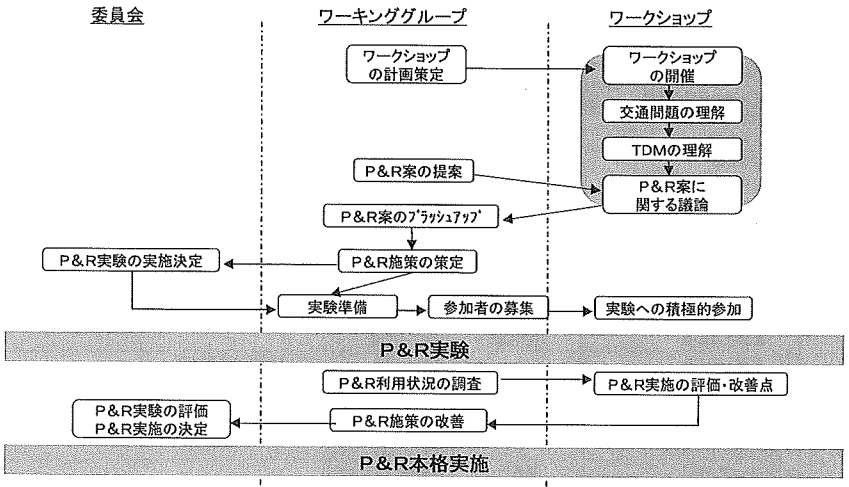 委員会
ワーキンググループ
ワークショップ
ワークショップ
の計画策定
ワークショップ
の開催
交通問題の理解
TDMの理解
P&R案の提案
P&R案に
関する議論
P&R案のﾌﾞﾗｯｼｭｱｯﾌﾟ
P&R実験の実施決定
P&R施策の策定
実験準備
参加者の募集
実験への積極的参加
P&R実験
P&R利用状況の調査
P&R実施の評価・改善点
P&R実験の評価
P&R実施の決定
P&R施策の改善
P&R本格実施